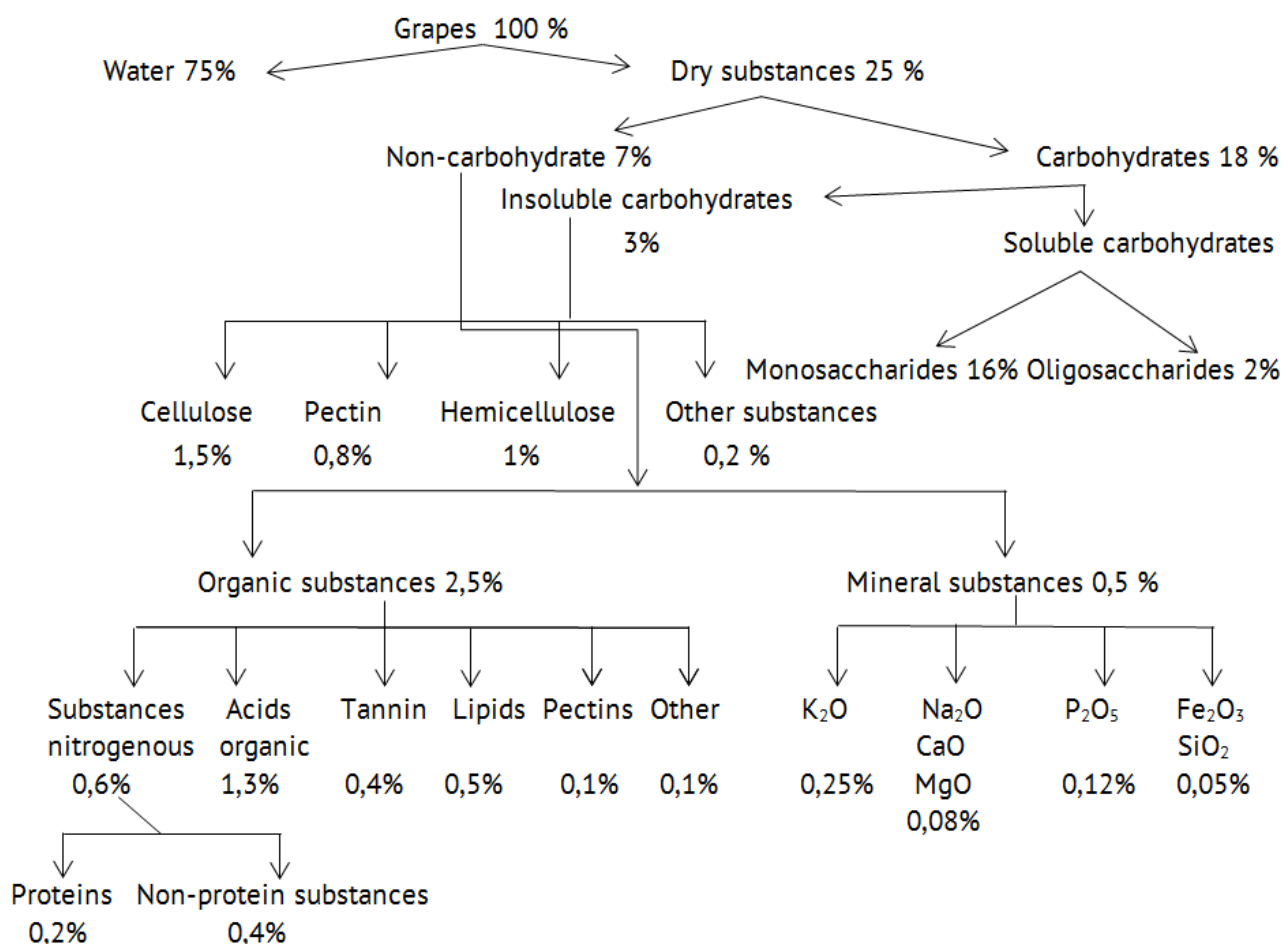 Grapes 100 %
Water 75%
Dry substances 25 %
Non-carbohydrate 7%
Carbohydrates 18 %
Insoluble carbohydrates
3%
Soluble carbohydrates
Monosaccharides 16%
Oligosaccharides 2%
Cellulose
1,5%
Pectin
0,8%
Hemicellulose
1%
Other substances
0,2 %
Organic substances 2,5%
Mineral substances 0,5 %
Substances
nitrogenous
0,6%
Acids
organic
1,3%
Tannin
0,4%
Lipids
0,5%
Pectins
0,1%
Other
0,1%
K₂O
0,25%
Na₂O
CaO
MgO
0,08%
P₂O₅
0,12%
Fe₂O₃
SiO₂
0,05%
Proteins
0,2%
Non-protein substances
0,4%